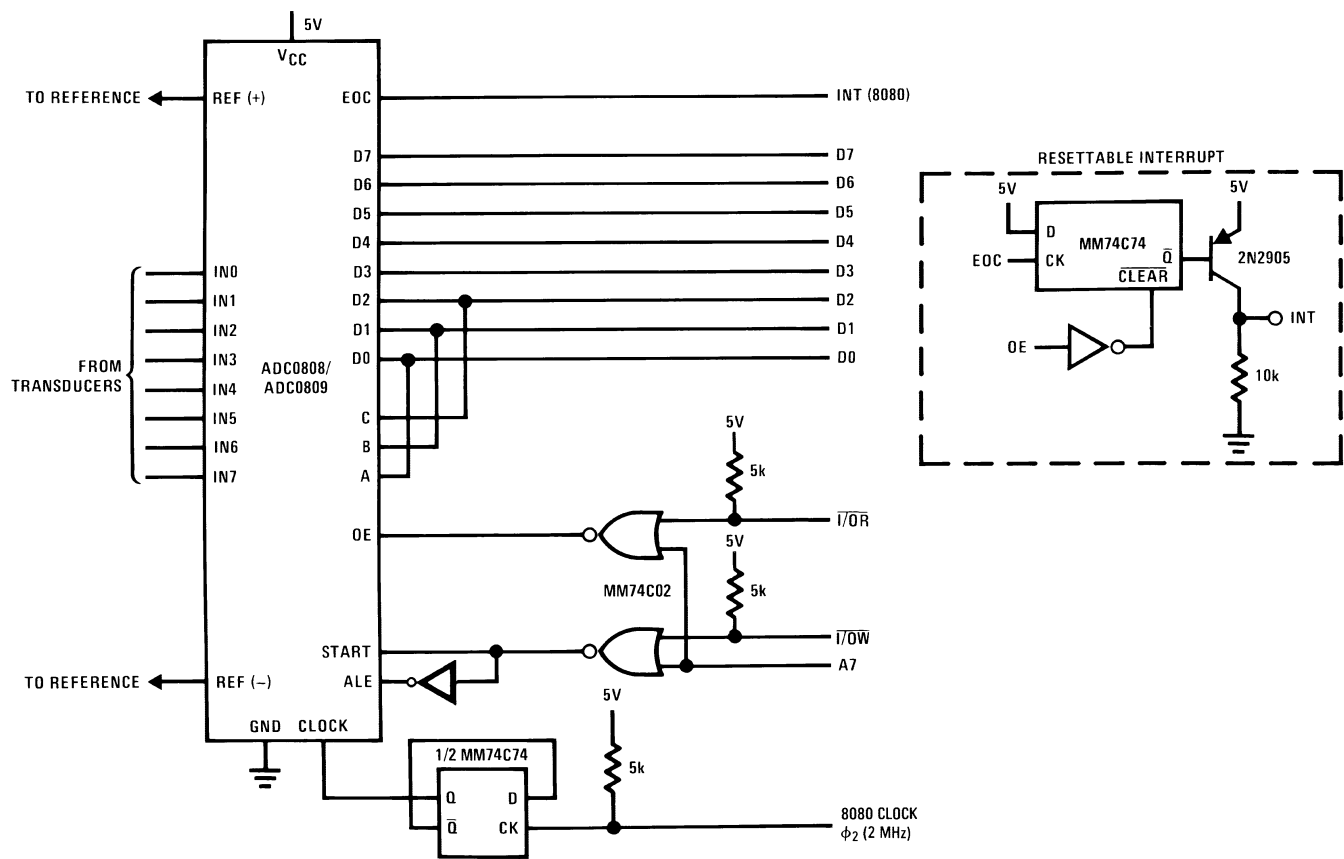 5V
VCC
TO REFERENCE
REF (+)
EOC
INT (8080)
D7
D7
D6
D6
D5
D5
D4
D4
IN0
D3
D3
IN1
D2
D2
IN2
D1
D1
FROM
TRANSDUCERS
IN3
D0
D0
ADC0808/
ADC0809
IN4
IN5
C
IN6
B
IN7
A
5V
5k
OE
I/OR
5V
MM74C02
5k
I/OW
START
A7
TO REFERENCE
REF (−)
ALE
5V
GND
CLOCK
1/2 MM74C74
5k
Q
D
Q
CK
8080 CLOCK
ϕ2 (2 MHz)
RESETTABLE INTERRUPT
5V
5V
D
MM74C74
EOC
CK
Q
CLEAR
2N2905
INT
OE
10k